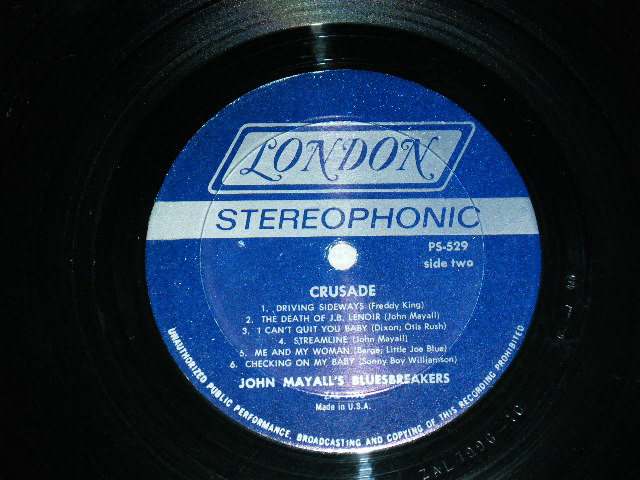 LONDON
STEREOPHONIC
PS-529
side two
CRUSADE
1. DRIVING SIDEWAYS (Freddy King)
2. THE DEATH OF J.B. LENOIR (John Mayall)
3. I CAN'T QUIT YOU BABY (Dixon; Otis Rush)
4. STREAMLINE (John Mayall)
5. ME AND MY WOMAN (Barge; Little Joe Blue)
6. CHECKING ON MY BABY (Sonny Boy Williamson)
JOHN MAYALL'S BLUESBREAKERS
ZAL 7996
Made in U.S.A.
UNAUTHORIZED PUBLIC PERFORMANCE, BROADCASTING AND COPYING OF THIS RECORDING PROHIBITED